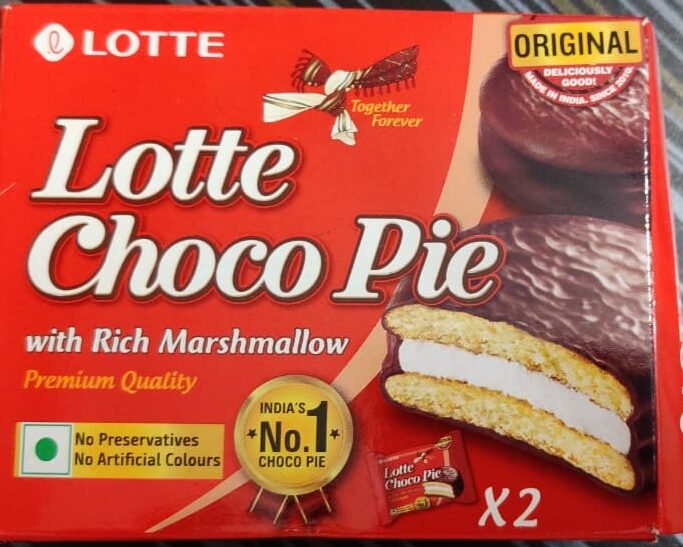 LOTTE
ORIGINAL
DELICIOUSLY
GOOD!
MADE IN INDIA. SINCE 2010.
Together
Forever
Lotte
Choco Pie
with Rich Marshmallow
Premium Quality
No Preservatives
No Artificial Colours
INDIA'S
No.1
CHOCO PIE
LOTTE
Lotte
Choco Pie
X2